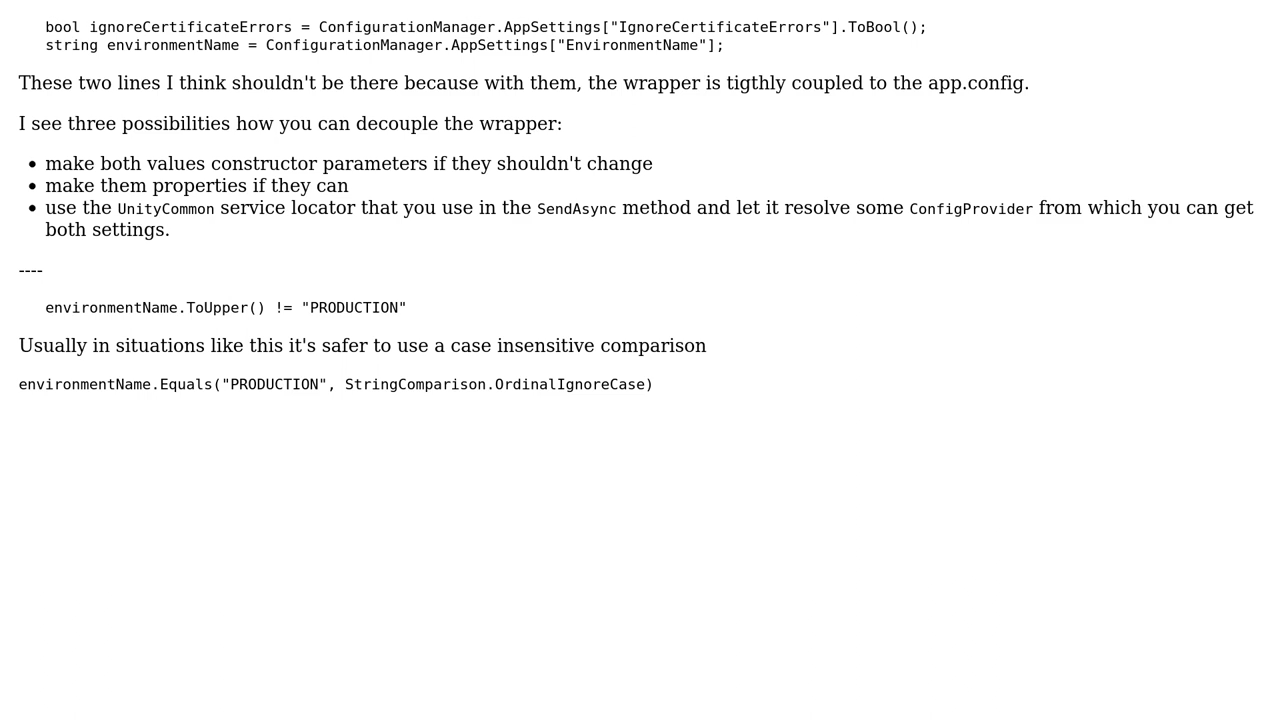 bool ignoreCertificateErrors = ConfigurationManager.AppSettings["IgnoreCertificateErrors"].ToBool();
string environmentName = ConfigurationManager.AppSettings["EnvironmentName"];
These two lines I think shouldn't be there because with them, the wrapper is tigthly coupled to the app.config.
I see three possibilities how you can decouple the wrapper:
• make both values constructor parameters if they shouldn't change
• make them properties if they can
• use the UnityCommon service locator that you use in the SendAsync method and let it resolve some ConfigProvider from which you can get
both settings.
----
environmentName.ToUpper() != "PRODUCTION"
Usually in situations like this it's safer to use a case insensitive comparison
environmentName.Equals("PRODUCTION", StringComparison.OrdinalIgnoreCase)